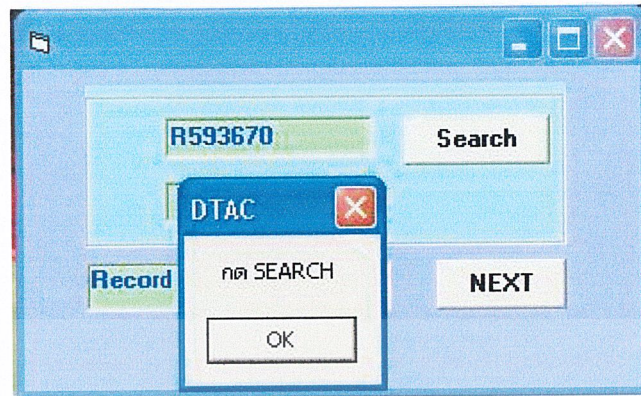 R593670
Search
DTAC
กด SEARCH
Record
NEXT
OK